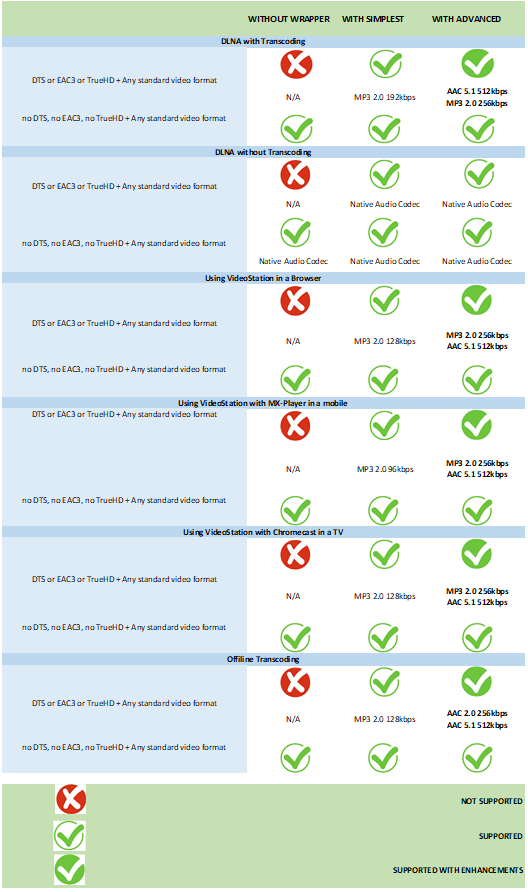 WITHOUT WRAPPER WITH SIMPLEST WITH ADVANCED
DLNA with Transcoding
DTS or EAC3 or TrueHD + Any standard video format
N/A MP3 2.0 192kbps AAC 5.1 512kbps
MP3 2.0 256kbps
no DTS, no EAC3, no TrueHD + Any standard video format
DLNA without Transcoding
DTS or EAC3 or TrueHD + Any standard video format
N/A Native Audio Codec Native Audio Codec
no DTS, no EAC3, no TrueHD + Any standard video format
Native Audio Codec Native Audio Codec Native Audio Codec
Using VideoStation in a Browser
DTS or EAC3 or TrueHD + Any standard video format
N/A MP3 2.0 128kbps MP3 2.0 256kbps
AAC 5.1 512kbps
no DTS, no EAC3, no TrueHD + Any standard video format
Using VideoStation with MX-Player in a mobile
DTS or EAC3 or TrueHD + Any standard video format
N/A MP3 2.0 96kbps MP3 2.0 256kbps
AAC 5.1 512kbps
no DTS, no EAC3, no TrueHD + Any standard video format
Using VideoStation with Chromecast in a TV
DTS or EAC3 or TrueHD + Any standard video format
N/A MP3 2.0 128kbps MP3 2.0 256kbps
AAC 5.1 512kbps
no DTS, no EAC3, no TrueHD + Any standard video format
Offiline Transcoding
DTS or EAC3 or TrueHD + Any standard video format
N/A MP3 2.0 128kbps AAC 2.0 256kbps
AAC 5.1 512kbps
no DTS, no EAC3, no TrueHD + Any standard video format
NOT SUPPORTED
SUPPORTED
SUPPORTED WITH ENHANCEMENTS